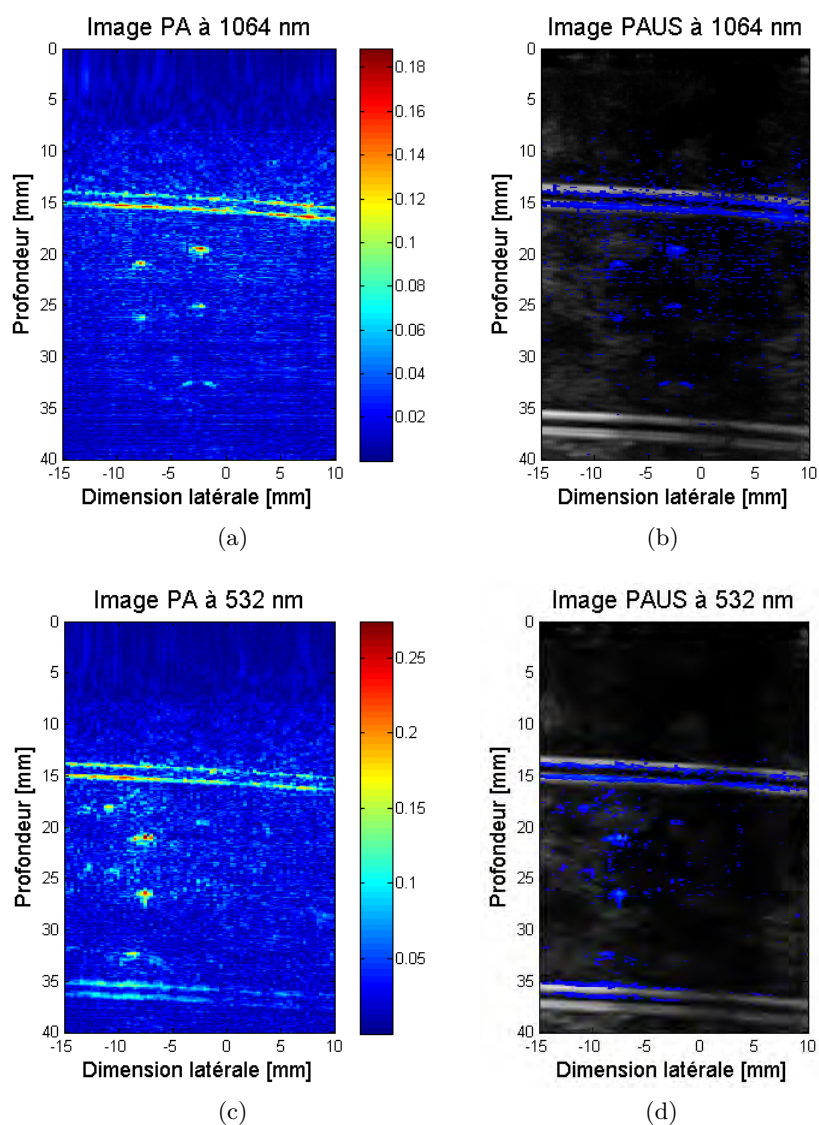 Image PA à 1064 nm
0
5
10
15
20
25
30
35
40
Profondeur [mm]
-15 -10 -5 0 5 10
Dimension latérale [mm]
0.18
0.16
0.14
0.12
0.1
0.08
0.06
0.04
0.02
(a)
Image PAUS à 1064 nm
0
5
10
15
20
25
30
35
40
Profondeur [mm]
-15 -10 -5 0 5 10
Dimension latérale [mm]
(b)
Image PA à 532 nm
0
5
10
15
20
25
30
35
40
Profondeur [mm]
-15 -10 -5 0 5 10
Dimension latérale [mm]
0.25
0.2
0.15
0.1
0.05
(c)
Image PAUS à 532 nm
0
5
10
15
20
25
30
35
40
Profondeur [mm]
-15 -10 -5 0 5 10
Dimension latérale [mm]
(d)